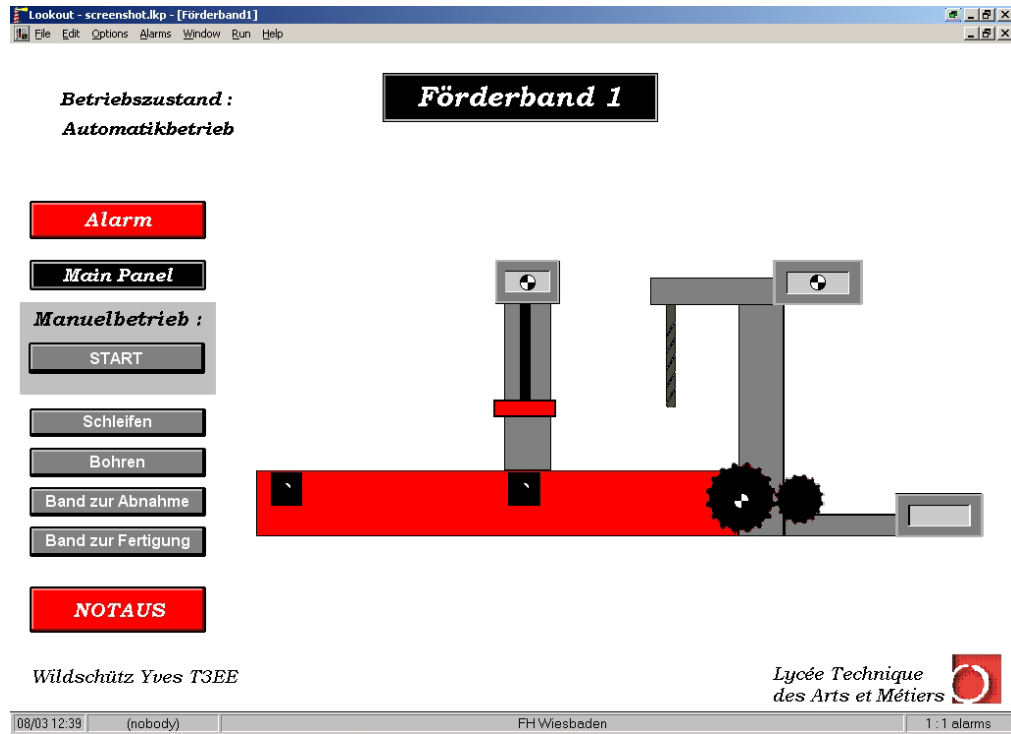 Lookout - screenshot.lkp - [Förderband1]
File Edit Options Alarms Window Run Help
Betriebszustand :
Automatikbetrieb
Förderband 1
Alarm
Main Panel
Manuelbetrieb :
START
Schleifen
Bohren
Band zur Abnahme
Band zur Fertigung
NOTAUS
Wildschütz Yves T3EE
Lycée Technique
des Arts et Métiers
08/03 12:39 (nobody) FH Wiesbaden 1 : 1 alarms